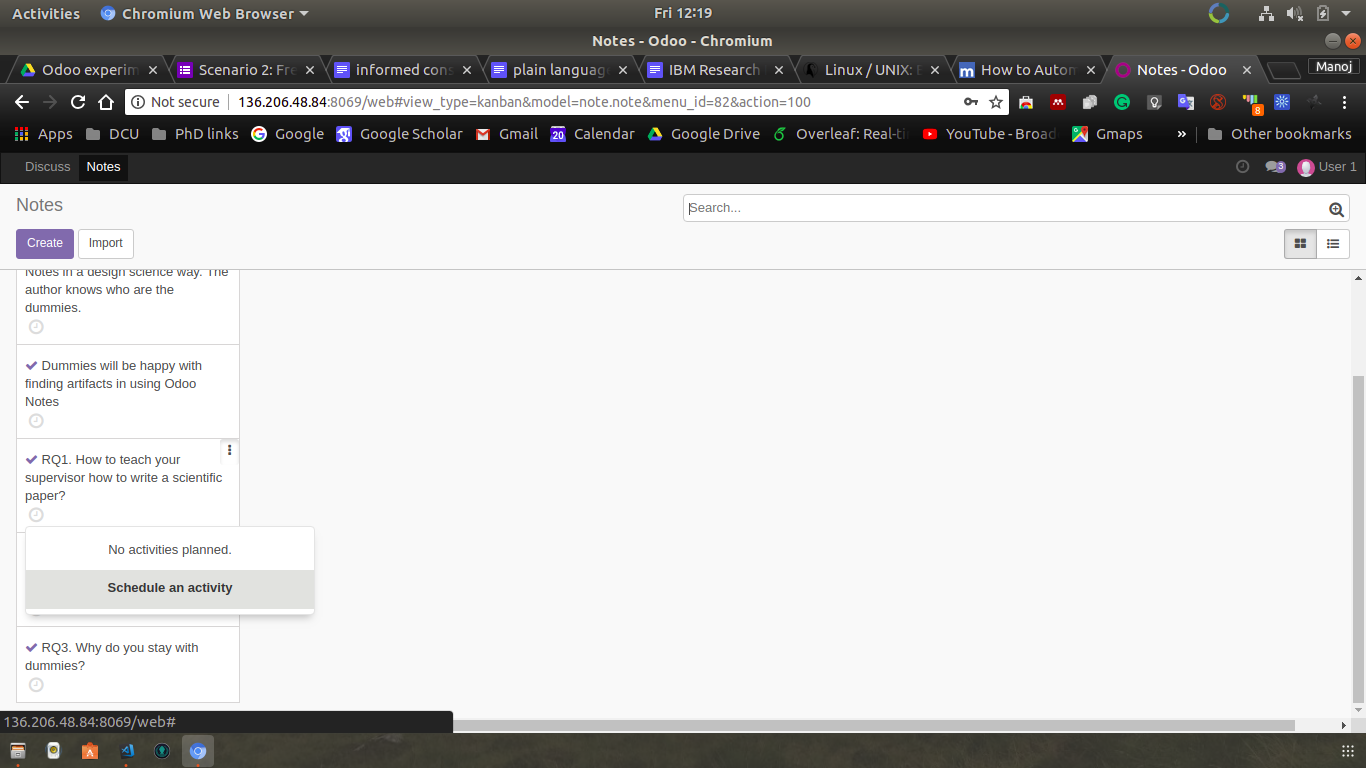 Activities Chromium Web Browser Fri 12:19
Notes - Odoo - Chromium
Odoo experim Scenario 2: Fre informed cons plain language IBM Research Linux / UNIX: E How to Autom Notes - Odoo Manoj
Not secure 136.206.48.84:8069/web#view_type=kanban&model=note.note&menu_id=82&action=100 8
Apps DCU PhD links Google Google Scholar 20 Gmail Calendar Google Drive Overleaf: Real-ti YouTube - Broad Gmaps » Other bookmarks
Discuss Notes 3 User 1
Notes Search...
Create Import
Notes in a design science way. The
author knows who are the
dummies.
Dummies will be happy with
finding artifacts in using Odoo
Notes
RQ1. How to teach your
supervisor how to write a scientific
paper?
No activities planned.
Schedule an activity
RQ3. Why do you stay with
dummies?
136.206.48.84:8069/web#